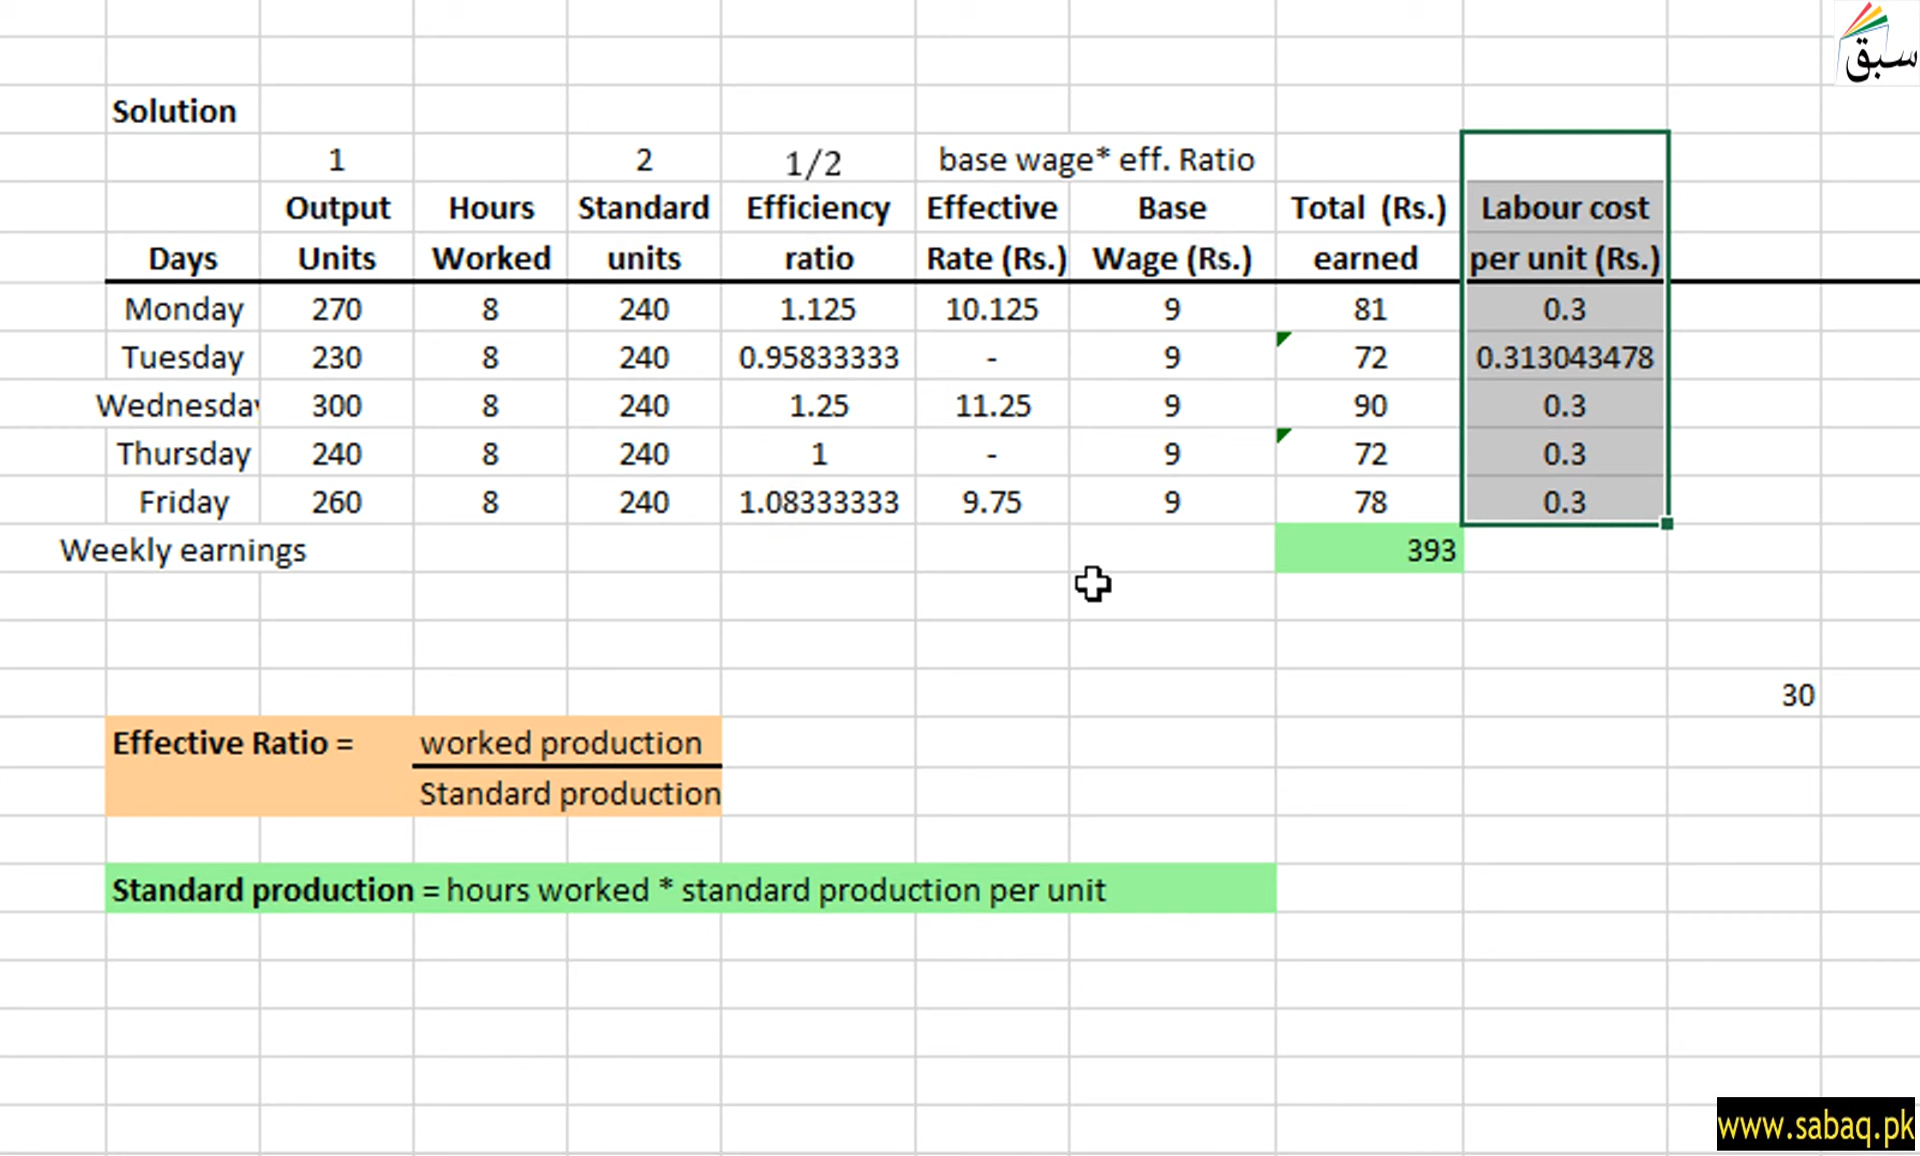 سبق
Solution
1 2 1/2 base wage* eff. Ratio
Output Hours Standard Efficiency Effective Base Total (Rs.) Labour cost
Days Units Worked units ratio Rate (Rs.) Wage (Rs.) earned per unit (Rs.)
Monday 270 8 240 1.125 10.125 9 81 0.3
Tuesday 230 8 240 0.95833333 - 9 72 0.313043478
Wednesday 300 8 240 1.25 11.25 9 90 0.3
Thursday 240 8 240 1 - 9 72 0.3
Friday 260 8 240 1.08333333 9.75 9 78 0.3
Weekly earnings 393
30
Effective Ratio = worked production
Standard production
Standard production = hours worked * standard production per unit
www.sabaq.pk